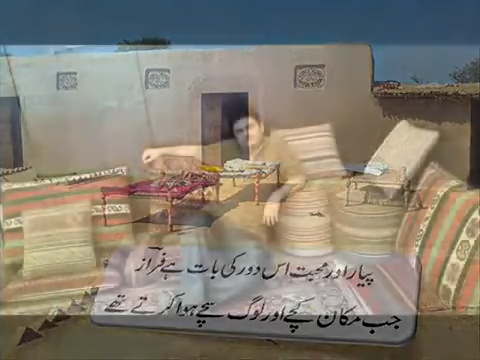 پیار اور محبت اس دور کی بات ہے فرازؔ
جب مکان کچے اور لوگ سچے ہوا کرتے تھے